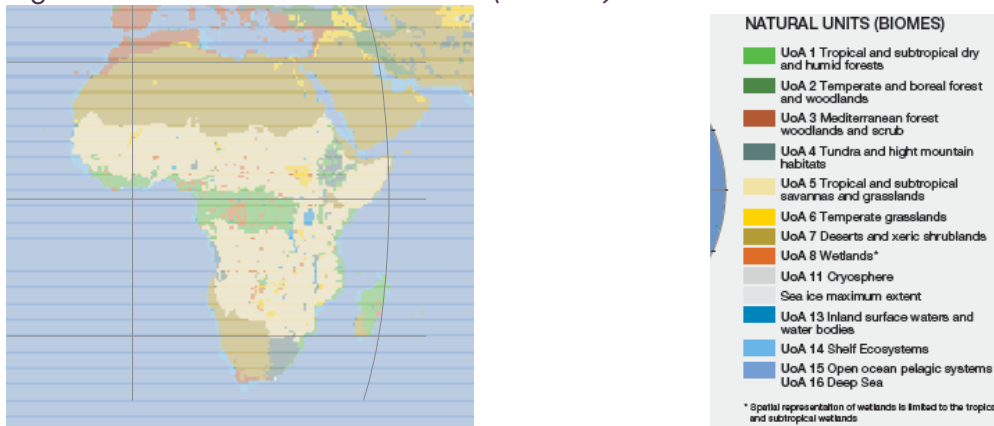 NATURAL UNITS (BIOMES)
UoA 1 Tropical and subtropical dry
and humid forests
UoA 2 Temperate and boreal forest
and woodlands
UoA 3 Mediterranean forest
woodlands and scrub
UoA 4 Tundra and hight mountain
habitats
UoA 5 Tropical and subtropical
savannas and grasslands
UoA 6 Temperate grasslands
UoA 7 Deserts and xeric shrublands
UoA 8 Wetlands*
UoA 11 Cryosphere
Sea ice maximum extent
UoA 13 Inland surface waters and
water bodies
UoA 14 Shelf Ecosystems
UoA 15 Open ocean pelagic systems
UoA 16 Deep Sea
* Spatial representaiton of wetlands is limited to the tropica
and subtropical wetlands